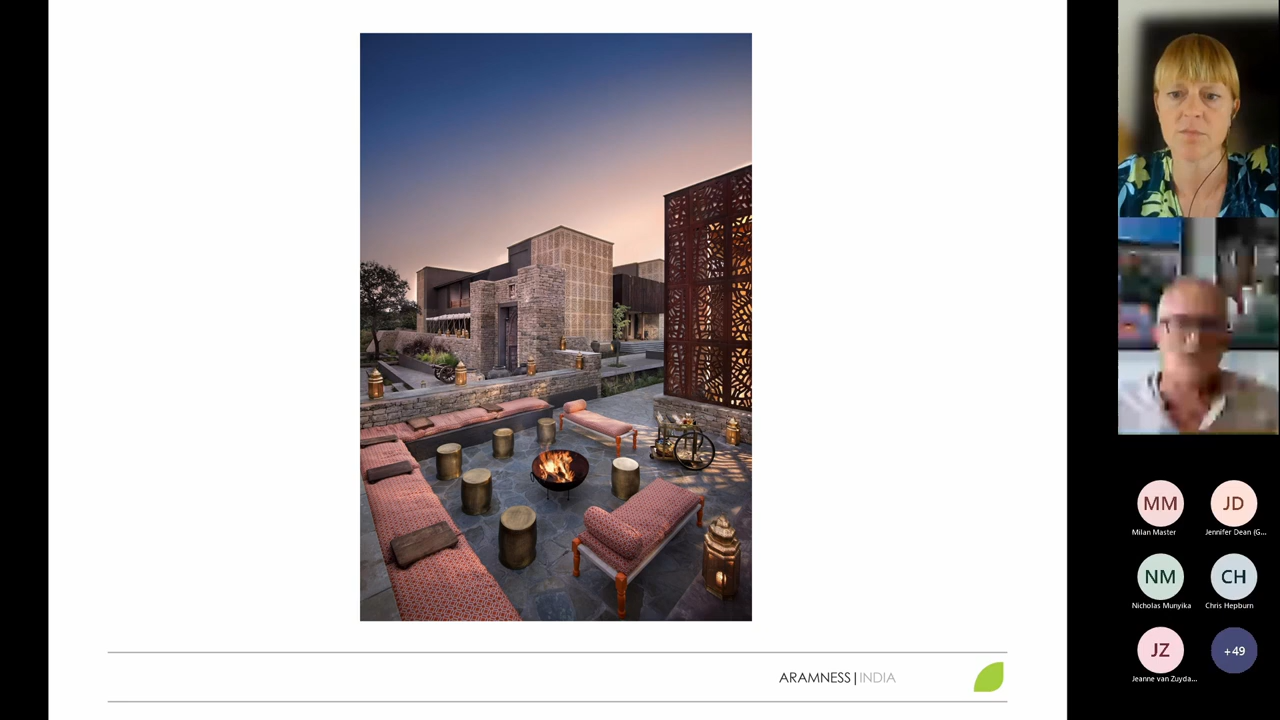 ARAMNESS | INDIA
MM
JD
Milan Master
Jennifer Dean (G...
NM
CH
Nicholas Munyika
Chris Hepburn
JZ
+49
Jeanne van Zuyda...